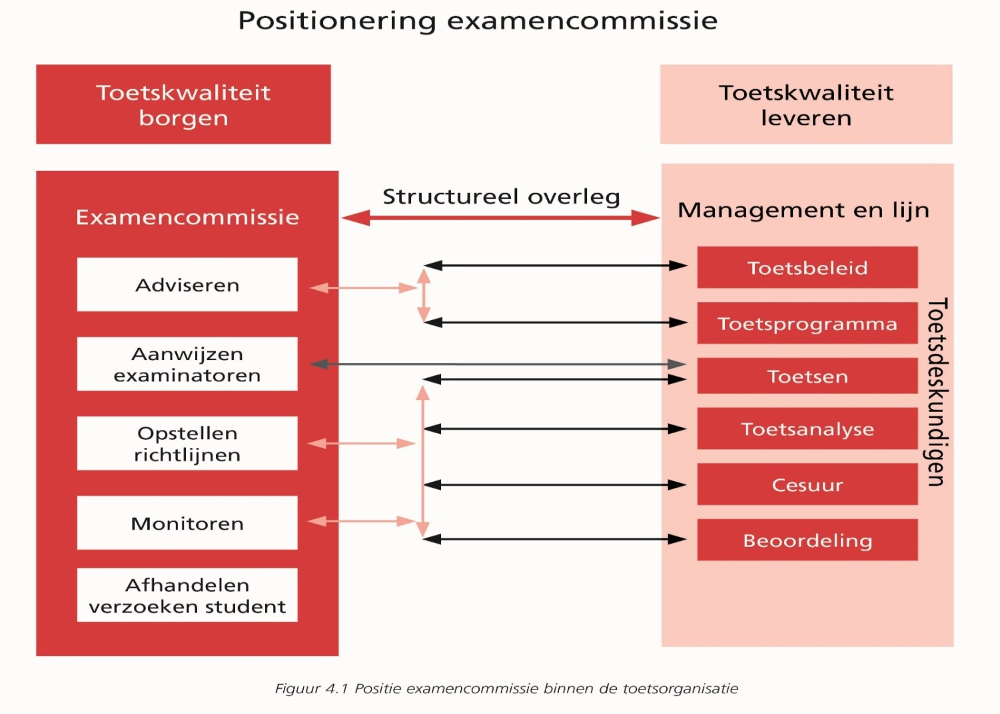 Positionering examencommissie
Toetskwaliteit
borgen
Toetskwaliteit
leveren
Examencommissie
Structureel overleg
Management en lijn
Adviseren
Aanwijzen
examinatoren
Opstellen
richtlijnen
Monitoren
Afhandelen
verzoeken student
Toetsbeleid
Toetsprogramma
Toetsen
Toetsanalyse
Cesuur
Beoordeling
Toetsdeskundigen
Figuur 4.1 Positie examencommissie binnen de toetsorganisatie